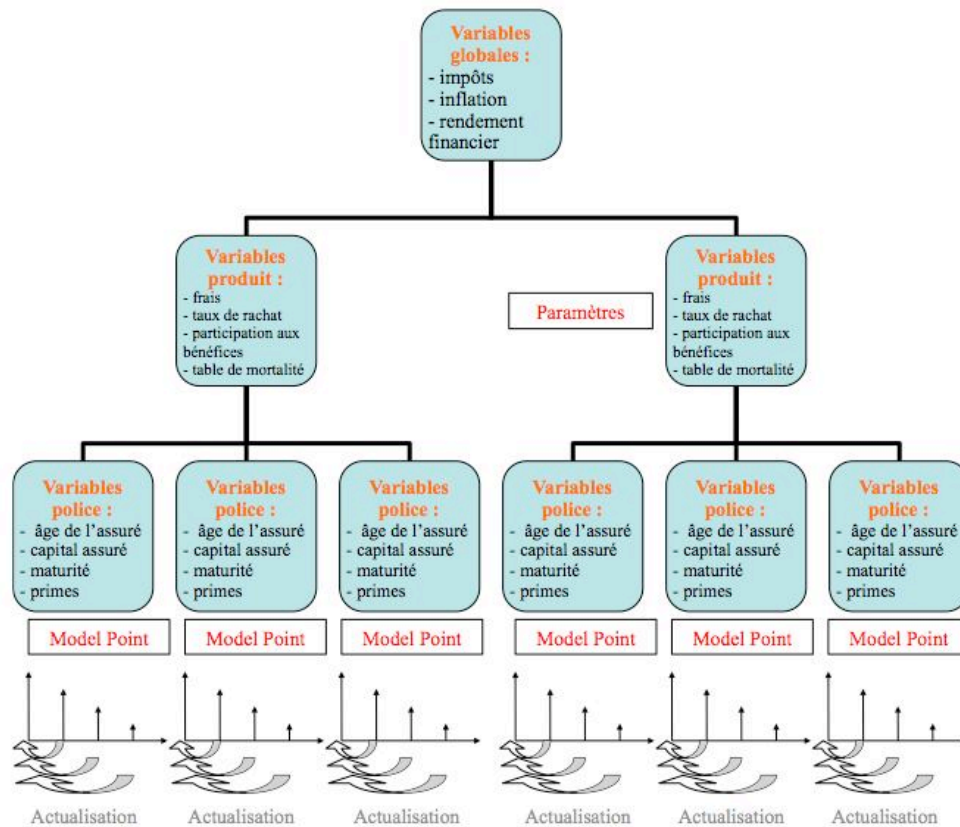 Variables
globales :
- impôts
- inflation
- rendement
financier
Variables
produit :
- frais
- taux de rachat
- participation aux
bénéfices
- table de mortalité
Paramètres
Variables
produit :
- frais
- taux de rachat
- participation aux
bénéfices
- table de mortalité
Variables
police :
- âge de l'assuré
- capital assuré
- maturité
- primes
Variables
police :
- âge de l'assuré
- capital assuré
- maturité
- primes
Variables
police :
- âge de l'assuré
- capital assuré
- maturité
- primes
Variables
police :
- âge de l'assuré
- capital assuré
- maturité
- primes
Variables
police :
- âge de l'assuré
- capital assuré
- maturité
- primes
Variables
police :
- âge de l'assuré
- capital assuré
- maturité
- primes
Model Point
Model Point
Model Point
Model Point
Model Point
Model Point
Actualisation
Actualisation
Actualisation
Actualisation
Actualisation
Actualisation